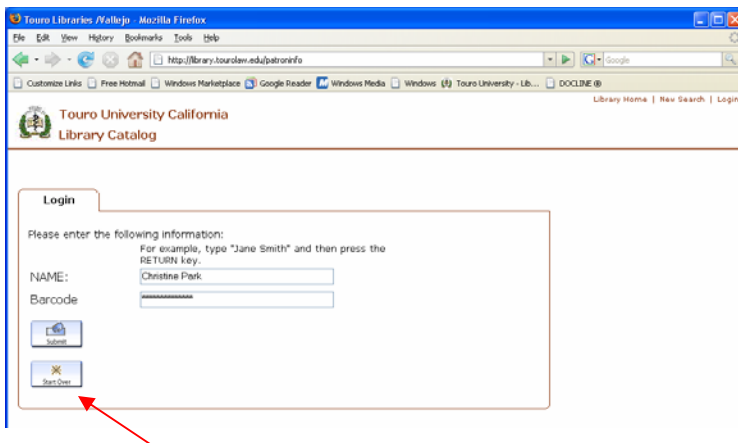 Touro Libraries /Vallejo - Mozilla Firefox
File Edit View History Bookmarks Tools Help
http://library.tourolaw.edu/patroninfo
Google
Customize Links Free Hotmail Windows Marketplace Google Reader Windows Media Windows Touro University - Lib... DOCLINE ®
Library Home | New Search | Login
Touro University California
Library Catalog
Login
Please enter the following information:
For example, type "Jane Smith" and then press the
RETURN key.
NAME: Christine Park
Barcode **************
Submit
Start Over